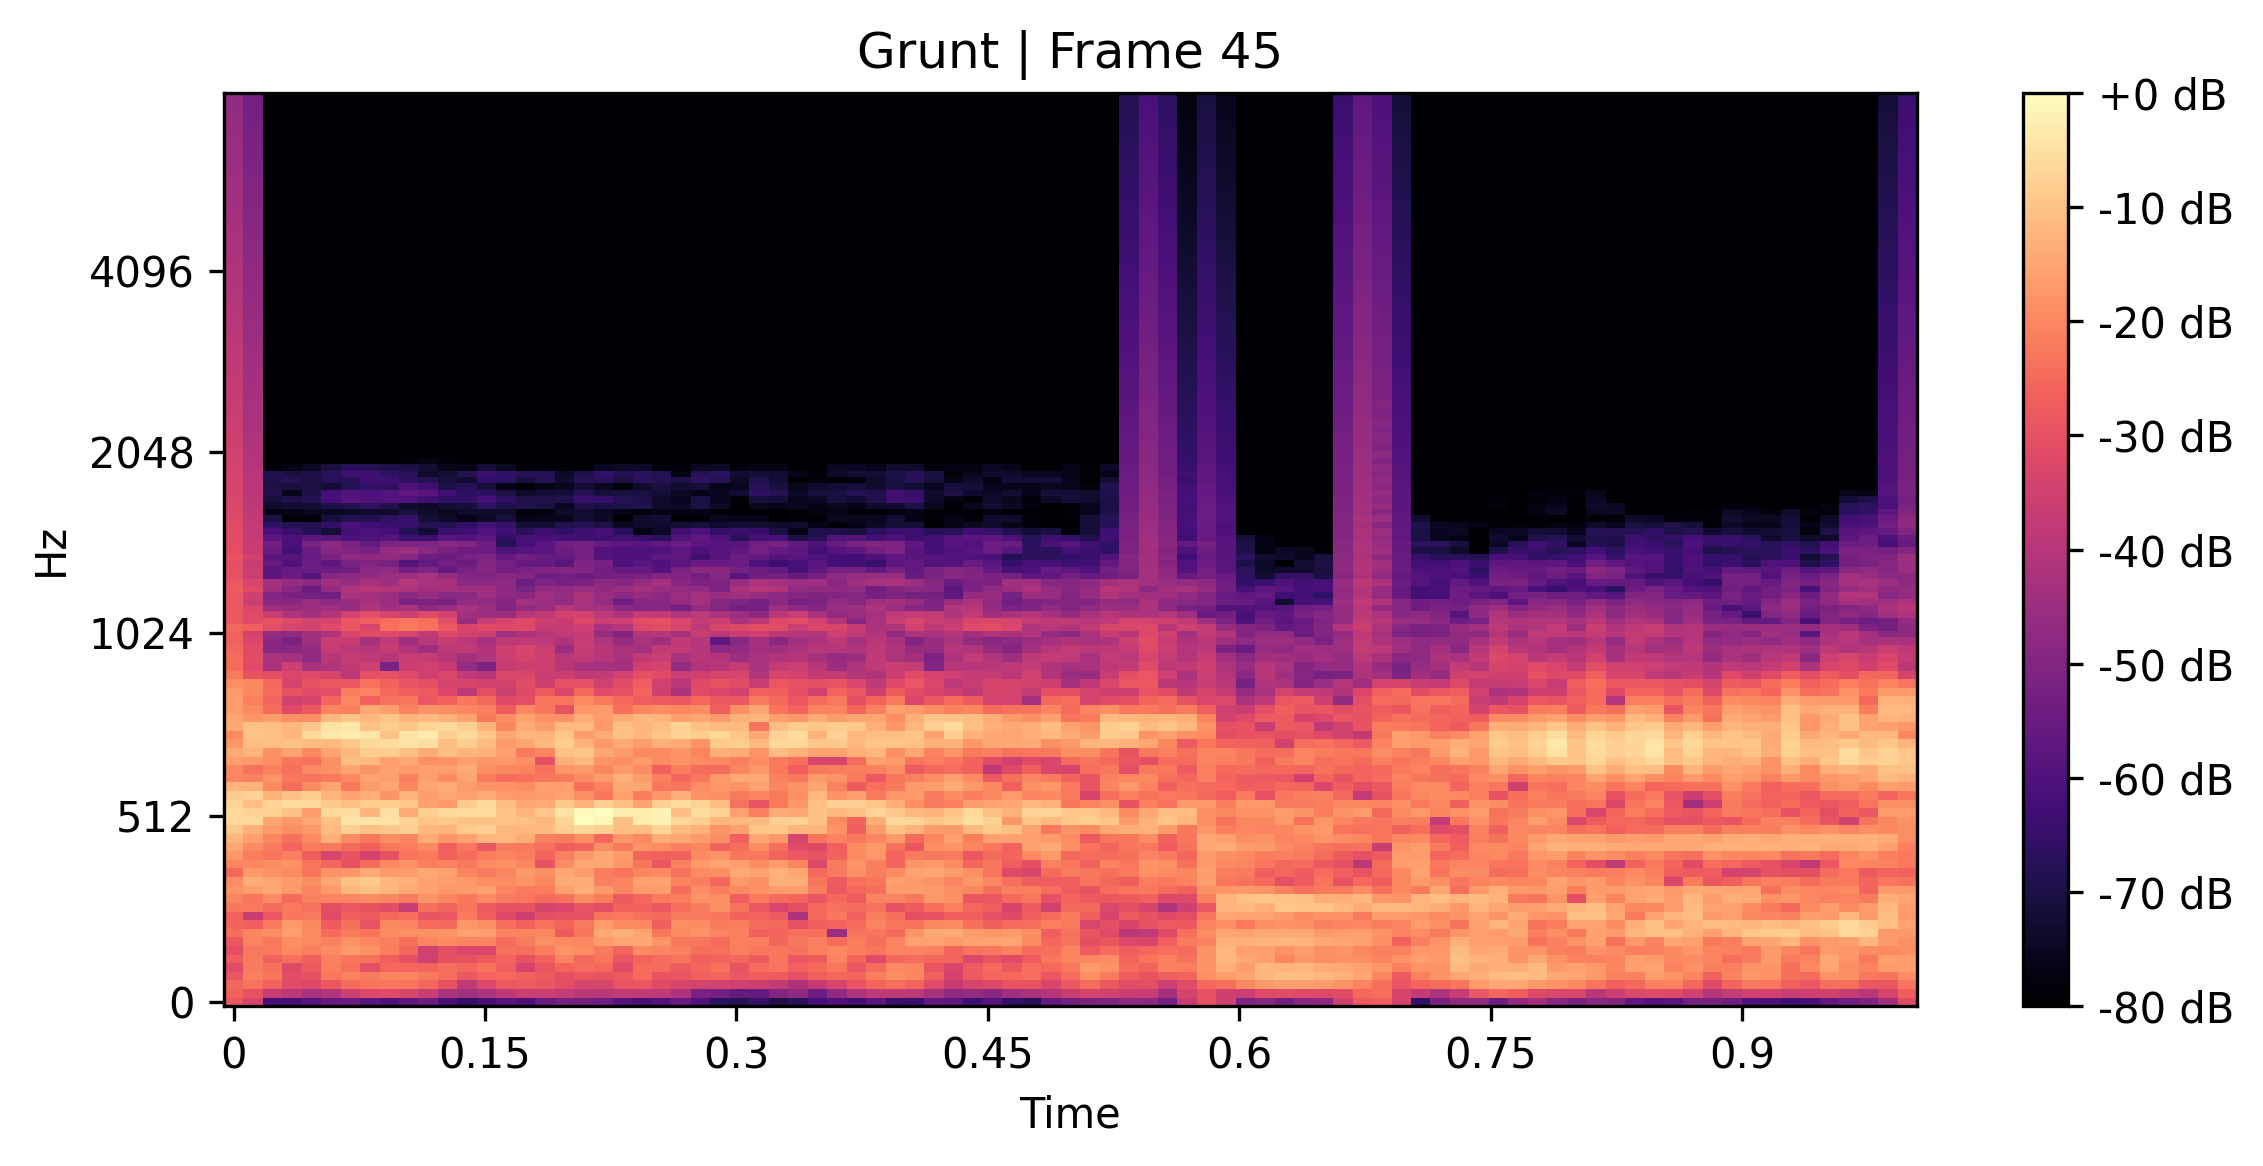 Grunt | Frame 45
+0 dB
-10 dB
-20 dB
-30 dB
-40 dB
-50 dB
-60 dB
-70 dB
-80 dB
4096
2048
1024
512
0
Hz
0 0.15 0.3 0.45 0.6 0.75 0.9
Time